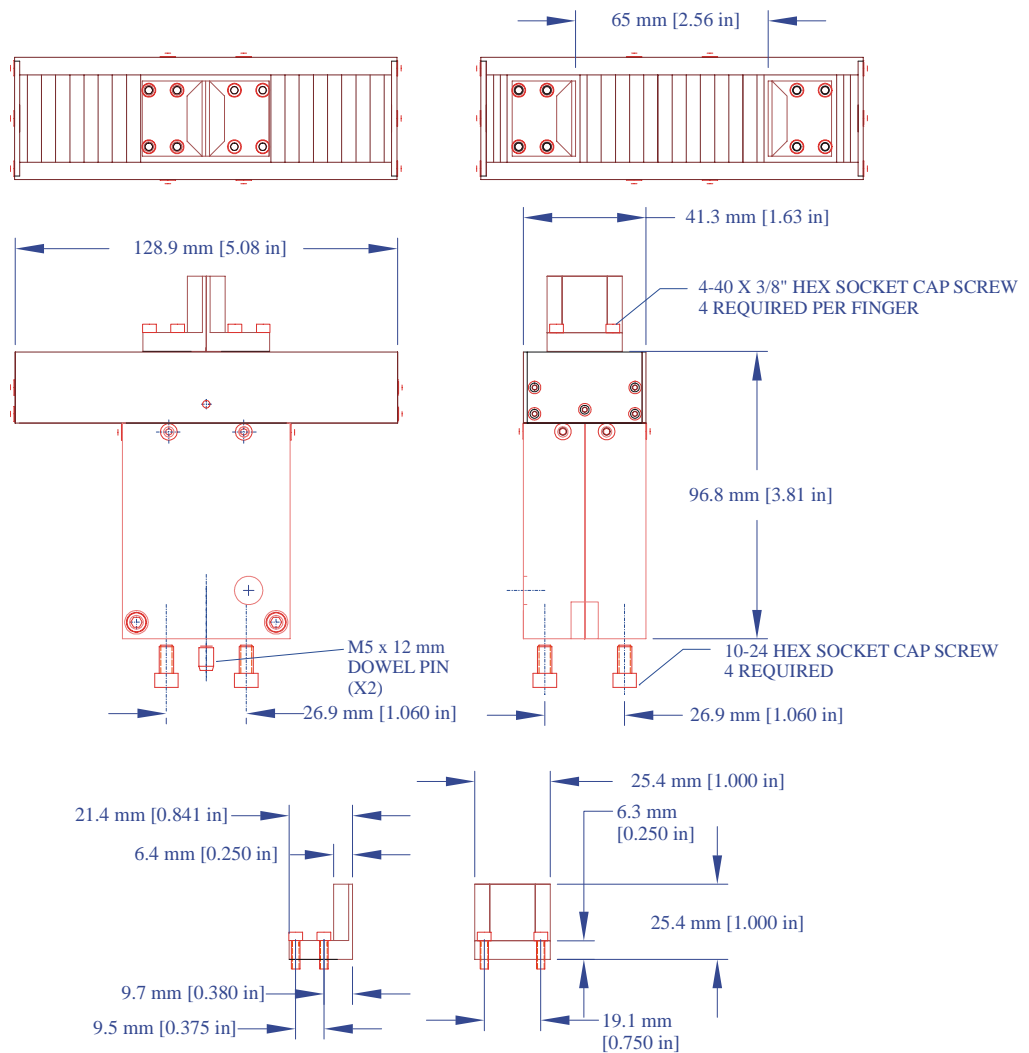 65 mm [2.56 in]
41.3 mm [1.63 in]
128.9 mm [5.08 in]
4-40 X 3/8" HEX SOCKET CAP SCREW
4 REQUIRED PER FINGER
96.8 mm [3.81 in]
M5 x 12 mm
DOWEL PIN
(X2)
10-24 HEX SOCKET CAP SCREW
4 REQUIRED
26.9 mm [1.060 in]
26.9 mm [1.060 in]
25.4 mm [1.000 in]
21.4 mm [0.841 in]
6.3 mm
[0.250 in]
6.4 mm [0.250 in]
25.4 mm [1.000 in]
9.7 mm [0.380 in]
9.5 mm [0.375 in]
19.1 mm
[0.750 in]